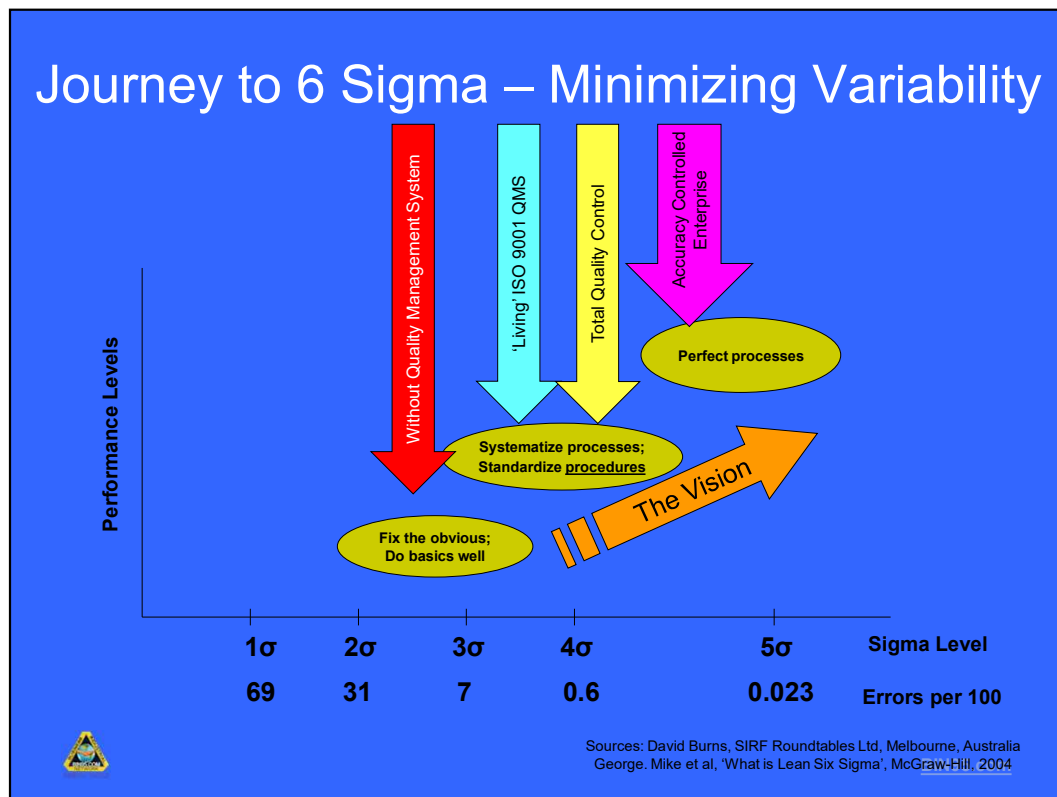 Journey to 6 Sigma – Minimizing Variability
Without Quality Management System
'Living' ISO 9001 QMS
Total Quality Control
Accuracy Controlled
Enterprise
Performance Levels
Perfect processes
Systematize processes;
Standardize procedures
The Vision
Fix the obvious;
Do basics well
1σ 2σ 3σ 4σ 5σ Sigma Level
69 31 7 0.6 0.023 Errors per 100
Sources: David Burns, SIRF Roundtables Ltd, Melbourne, Australia
George. Mike et al, 'What is Lean Six Sigma', McGraw-Hill. 2004